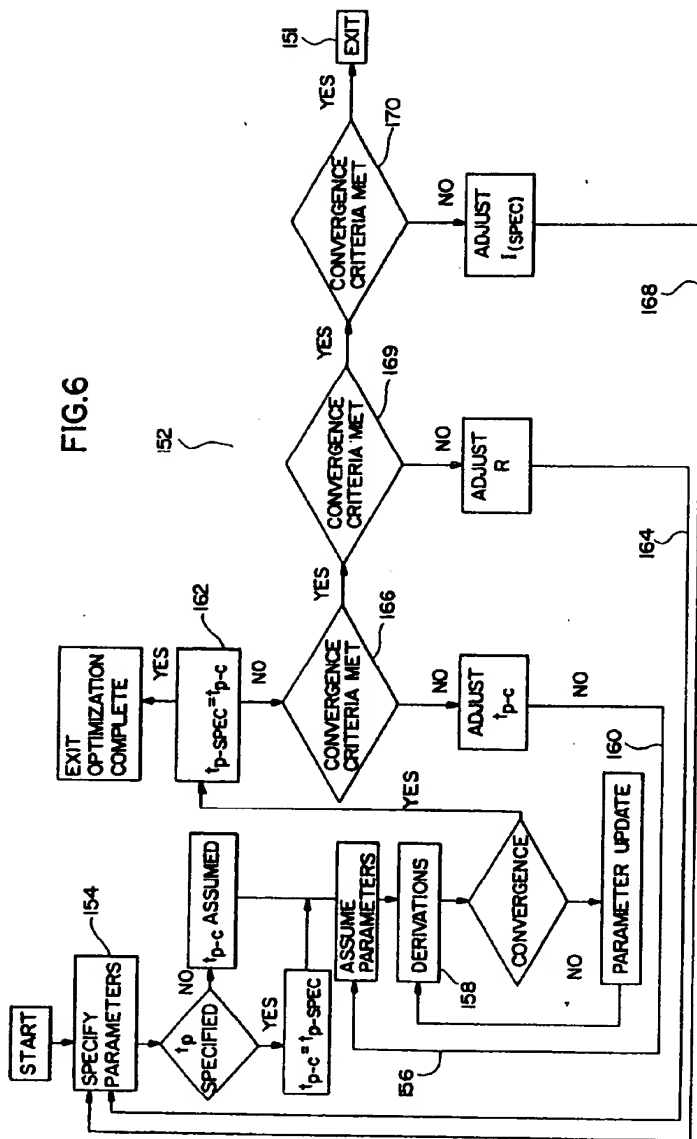 FIG.6
START
SPECIFY
PARAMETERS
154
tp
SPECIFIED
NO
tp-c ASSUMED
YES
tp-c = tp-SPEC
ASSUME
PARAMETERS
DERIVATIONS
158
CONVERGENCE
NO
PARAMETER UPDATE
156
YES
EXIT
OPTIMIZATION
COMPLETE
YES
tp-SPEC = tp-c
162
NO
CONVERGENCE
CRITERIA MET
166
NO
ADJUST
tp-c
NO
160
YES
152
CONVERGENCE
CRITERIA MET
169
NO
ADJUST
R
164
YES
CONVERGENCE
CRITERIA MET
170
NO
ADJUST
I(SPEC)
168
YES
EXIT
151